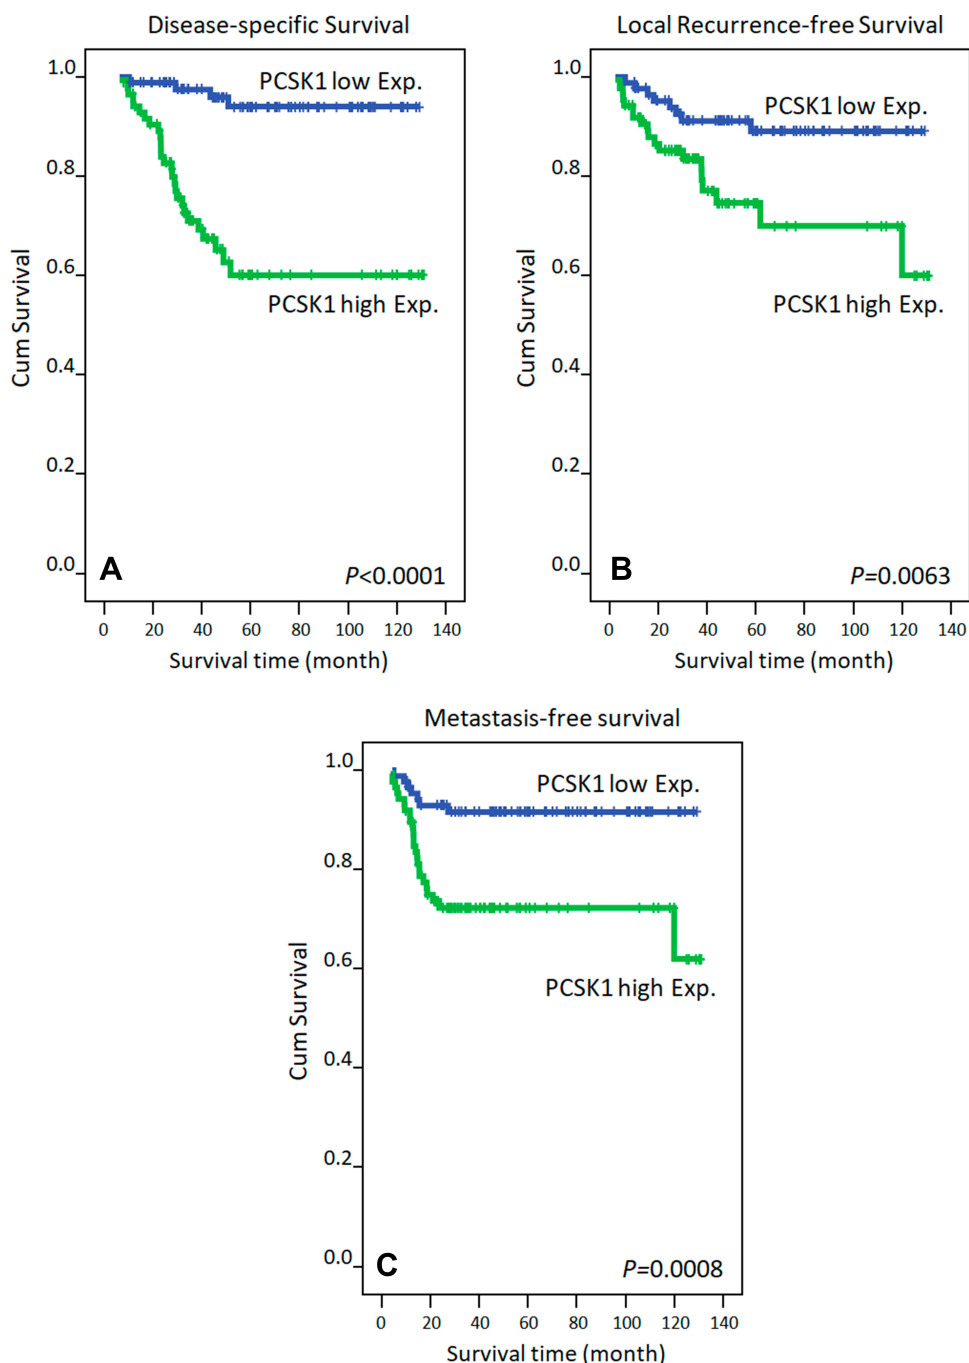 Disease-specific Survival
1.0
PCSK1 low Exp.
0.8
0.6
PCSK1 high Exp.
Cum Survival
0.4
0.2
0.0
A
P<0.0001
0 20 40 60 80 100 120 140
Survival time (month)
Local Recurrence-free Survival
1.0
PCSK1 low Exp.
0.8
0.6
PCSK1 high Exp.
Cum Survival
0.4
0.2
0.0
B
P=0.0063
0 20 40 60 80 100 120 140
Survival time (month)
Metastasis-free survival
1.0
PCSK1 low Exp.
0.8
0.6
PCSK1 high Exp.
Cum Survival
0.4
0.2
0.0
C
P=0.0008
0 20 40 60 80 100 120 140
Survival time (month)